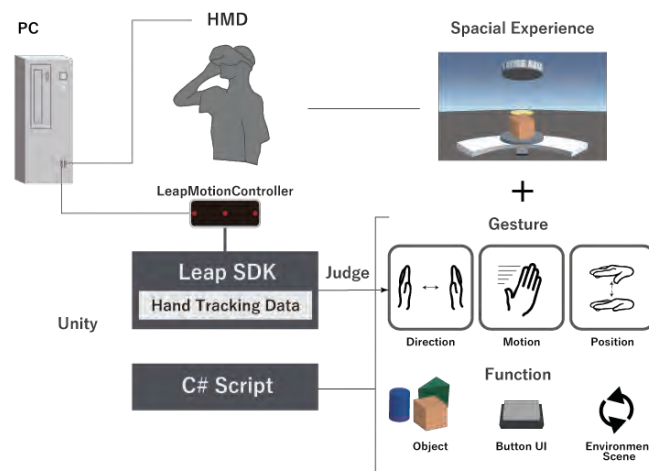 PC
HMD
Spacial Experience
LeapMotionController
+
Gesture
Leap SDK
Hand Tracking Data
Judge
Unity
Direction
Motion
Position
C# Script
Function
Object
Button UI
Environment
Scene